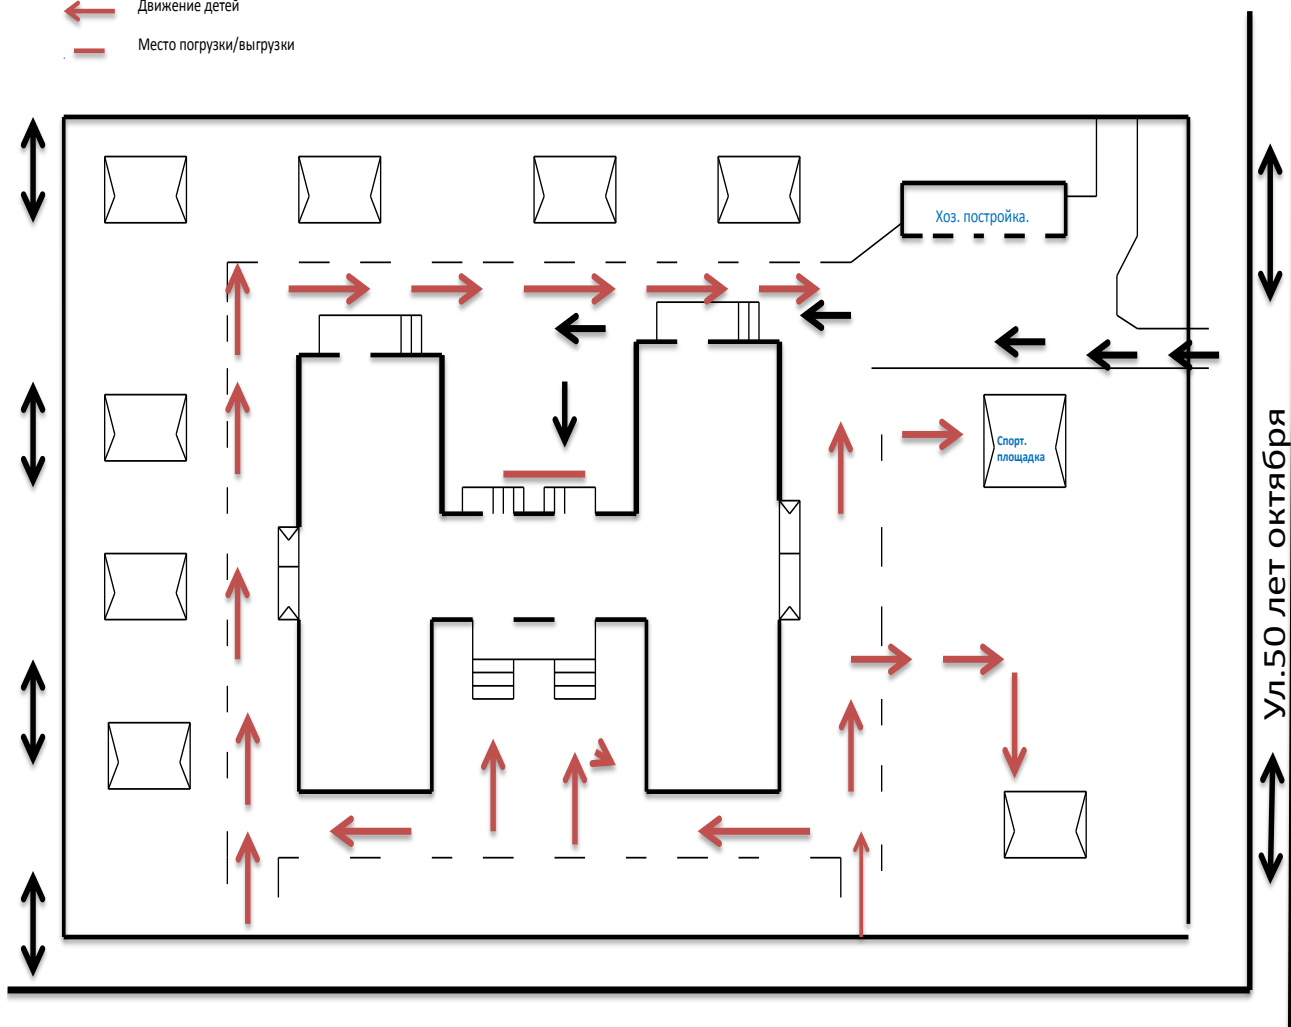 Движение детей
Место погрузки/выгрузки
Хоз. постройка.
Спорт.
площадка
Ул.50 лет октября